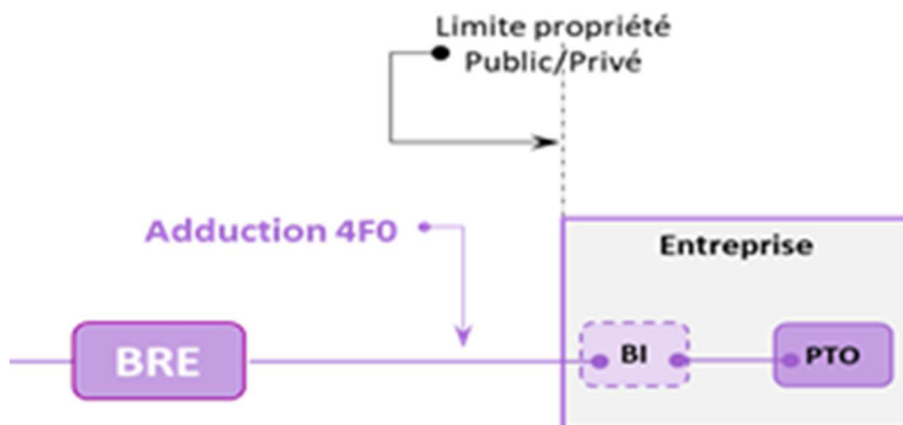 Limite propriété
Public/Privé
Adduction 4F0
Entreprise
BRE
BI
PTO